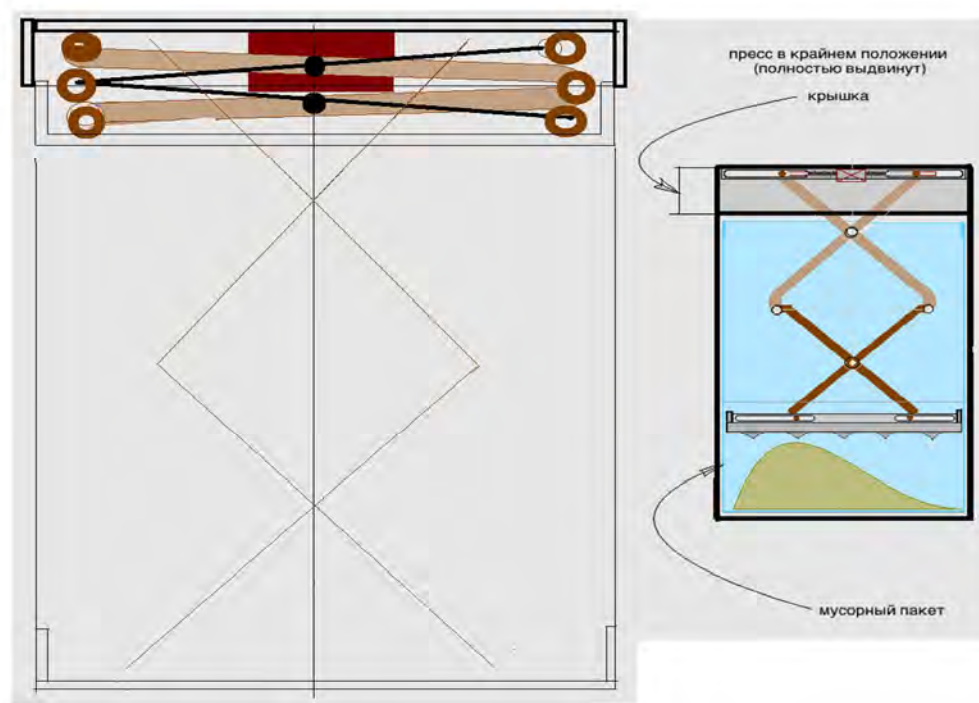 пресс в крайнем положении
(полностью выдвинут)
крышка
мусорный пакет